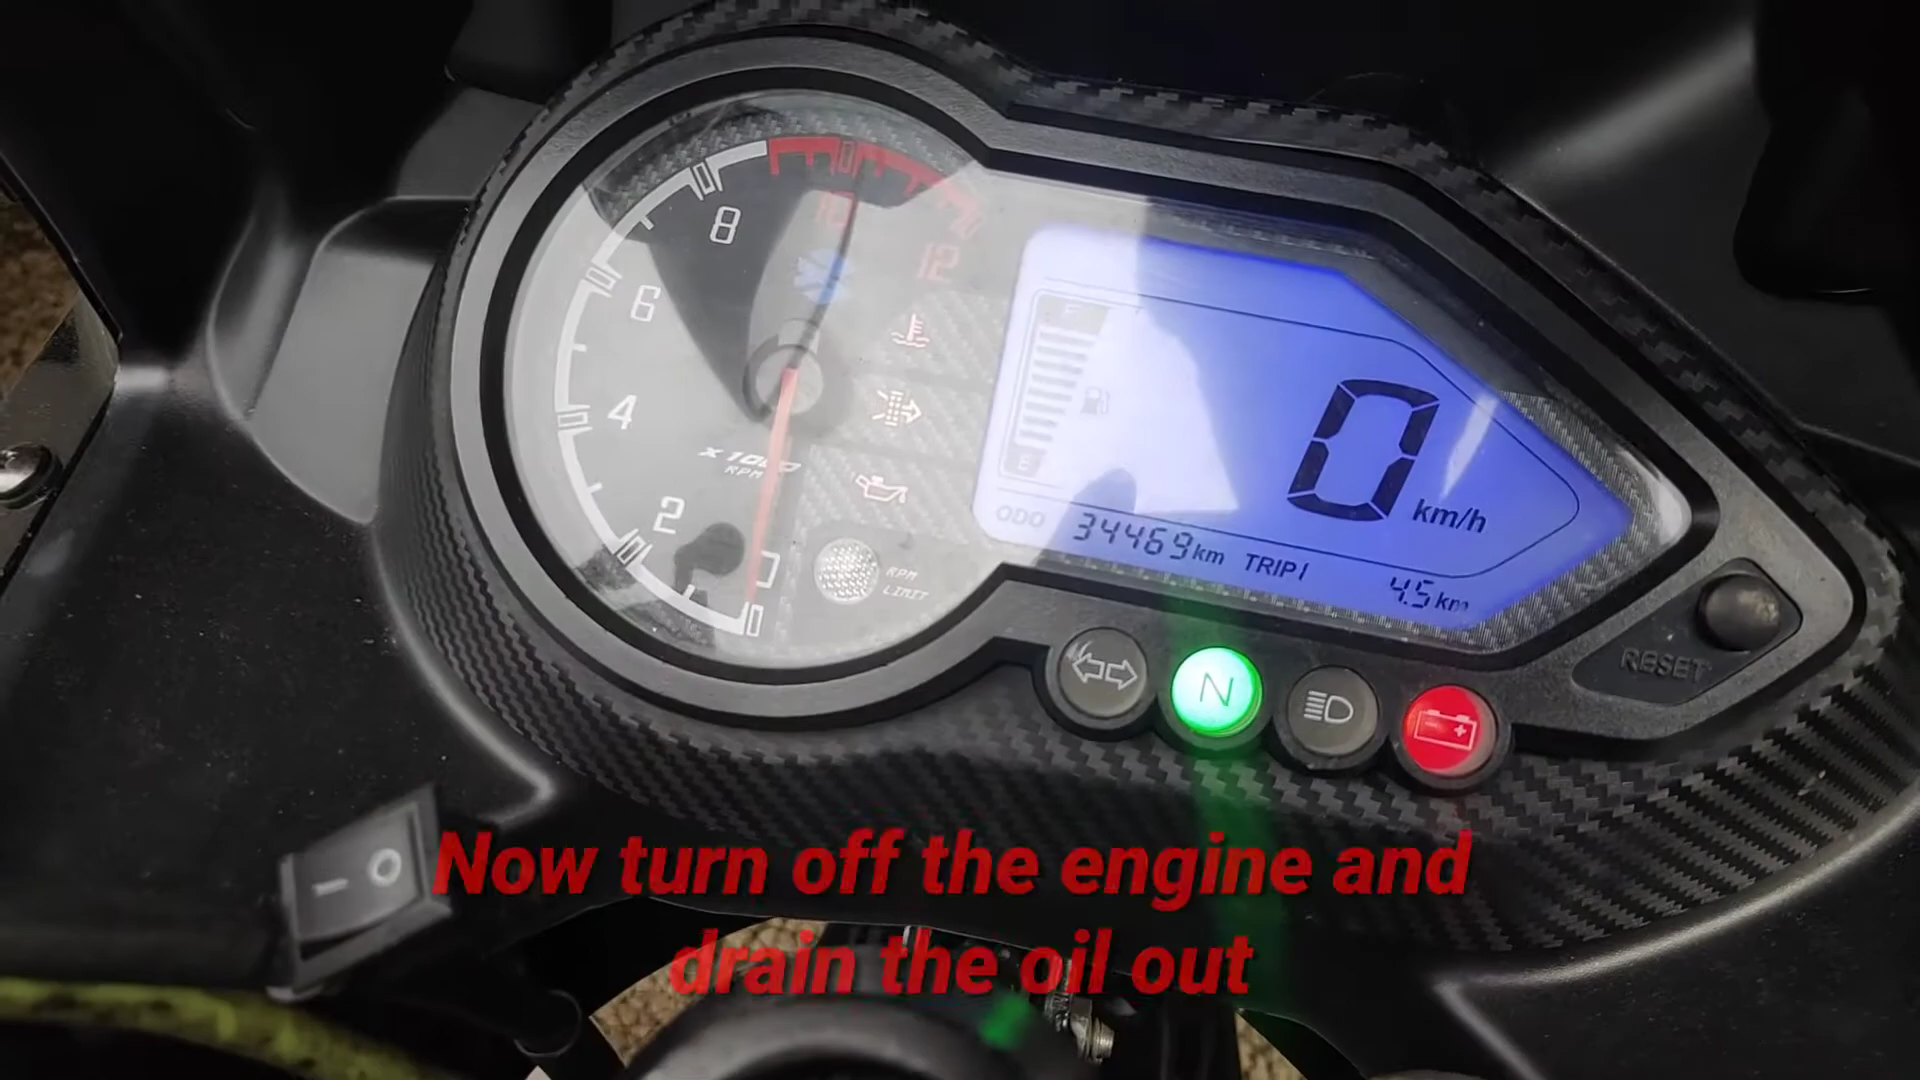 8
10
12
6
4
x 1000
RPM
2
0
RPM
LIMIT
F
E
0
km/h
ODO 34469km TRIP1 4.5km
RESET
N
Now turn off the engine and
drain the oil out